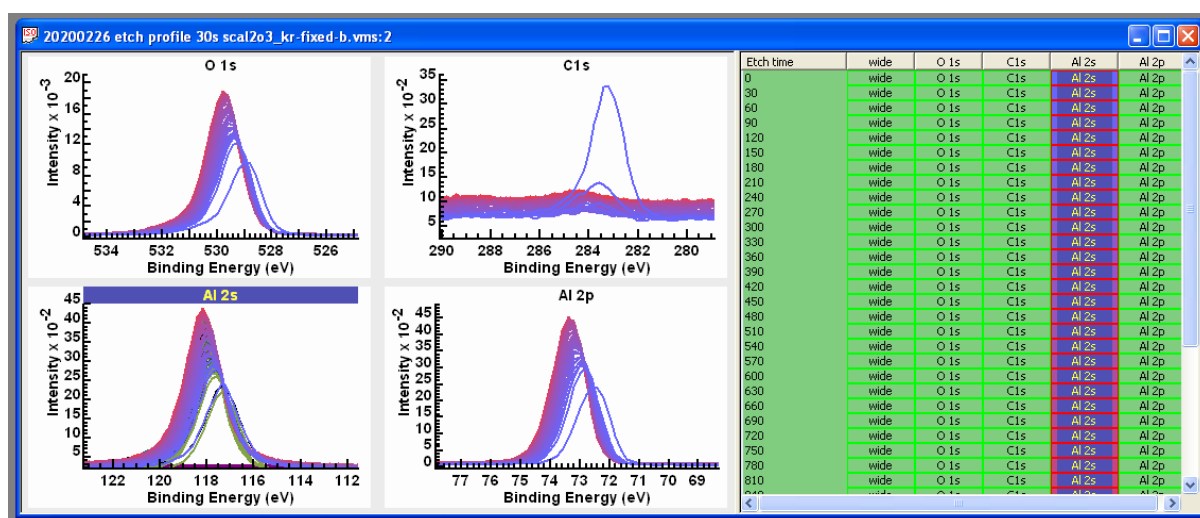 20200226 etch profile 30s scal2o3_kr-fixed-b.vms:2
O 1s
Intensity x 10⁻³
20
16
12
8
4
0
534 532 530 528 526
Binding Energy (eV)
C1s
Intensity x 10⁻²
35
30
25
20
15
10
5
290 288 286 284 282 280
Binding Energy (eV)
Al 2s
Intensity x 10⁻²
45
40
35
30
25
20
15
10
5
122 120 118 116 114 112
Binding Energy (eV)
Al 2p
Intensity x 10⁻²
45
40
35
30
25
20
15
10
5
0
77 76 75 74 73 72 71 70 69
Binding Energy (eV)
Etch time wide O 1s C1s Al 2s Al 2p
0 wide O 1s C1s Al 2s Al 2p
30 wide O 1s C1s Al 2s Al 2p
60 wide O 1s C1s Al 2s Al 2p
90 wide O 1s C1s Al 2s Al 2p
120 wide O 1s C1s Al 2s Al 2p
150 wide O 1s C1s Al 2s Al 2p
180 wide O 1s C1s Al 2s Al 2p
210 wide O 1s C1s Al 2s Al 2p
240 wide O 1s C1s Al 2s Al 2p
270 wide O 1s C1s Al 2s Al 2p
300 wide O 1s C1s Al 2s Al 2p
330 wide O 1s C1s Al 2s Al 2p
360 wide O 1s C1s Al 2s Al 2p
390 wide O 1s C1s Al 2s Al 2p
420 wide O 1s C1s Al 2s Al 2p
450 wide O 1s C1s Al 2s Al 2p
480 wide O 1s C1s Al 2s Al 2p
510 wide O 1s C1s Al 2s Al 2p
540 wide O 1s C1s Al 2s Al 2p
570 wide O 1s C1s Al 2s Al 2p
600 wide O 1s C1s Al 2s Al 2p
630 wide O 1s C1s Al 2s Al 2p
660 wide O 1s C1s Al 2s Al 2p
690 wide O 1s C1s Al 2s Al 2p
720 wide O 1s C1s Al 2s Al 2p
750 wide O 1s C1s Al 2s Al 2p
780 wide O 1s C1s Al 2s Al 2p
810 wide O 1s C1s Al 2s Al 2p